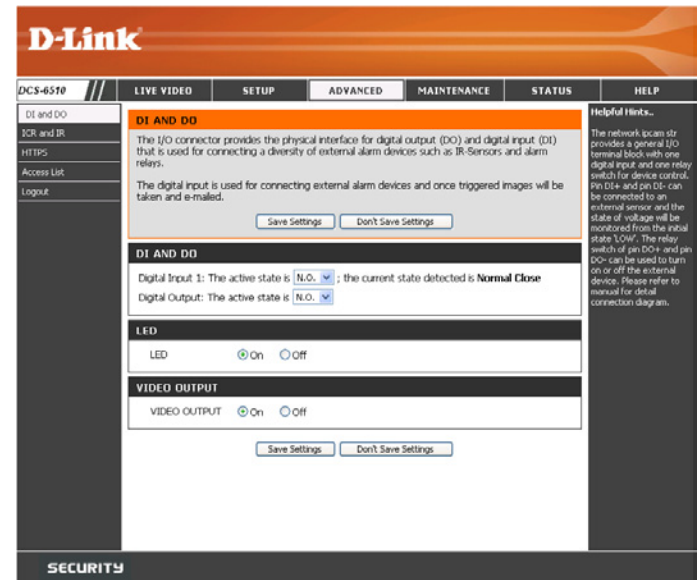 D-Link
DCS-6510
LIVE VIDEO
SETUP
ADVANCED
MAINTENANCE
STATUS
HELP
DI and DO
ICR and IR
HTTPS
Access List
Logout
DI AND DO
The I/O connector provides the physical interface for digital output (DO) and digital input (DI)
that is used for connecting a diversity of external alarm devices such as IR-Sensors and alarm
relays.
The digital input is used for connecting external alarm devices and once triggered images will be
taken and e-mailed.
Save Settings
Don't Save Settings
DI AND DO
Digital Input 1: The active state is N.O. ; the current state detected is Normal Close
Digital Output: The active state is N.O.
LED
LED On Off
VIDEO OUTPUT
VIDEO OUTPUT On Off
Save Settings
Don't Save Settings
Helpful Hints..
The network ipcam str
provides a general I/O
terminal block with one
digital input and one relay
switch for device control.
Pin DI+ and pin DI- can
be connected to an
external sensor and the
state of voltage will be
monitored from the initial
state 'LOW'. The relay
switch of pin DO+ and pin
DO- can be used to turn
on or off the external
device. Please refer to
manual for detail
connection diagram.
SECURITY